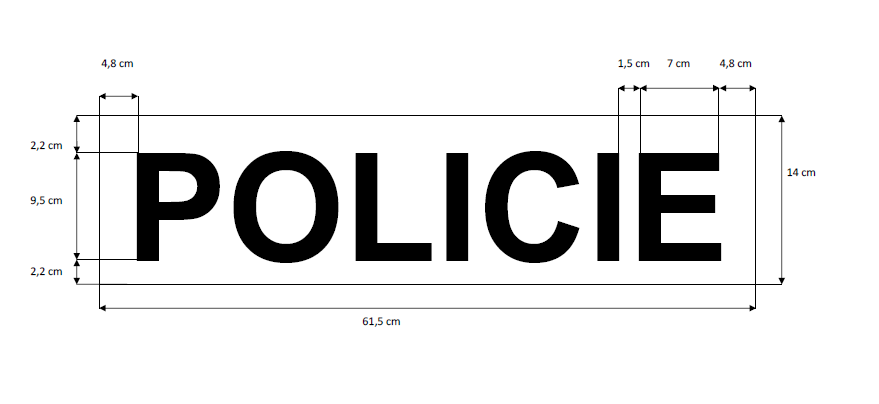 4,8 cm
1,5 cm 7 cm 4,8 cm
2,2 cm
9,5 cm
2,2 cm
POLICIE
14 cm
61,5 cm